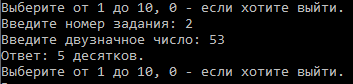 Выберите от 1 до 10, 0 - если хотите выйти.
Введите номер задания: 2
Введите двузначное число: 53
Ответ: 5 десятков.
Выберите от 1 до 10, 0 - если хотите выйти.